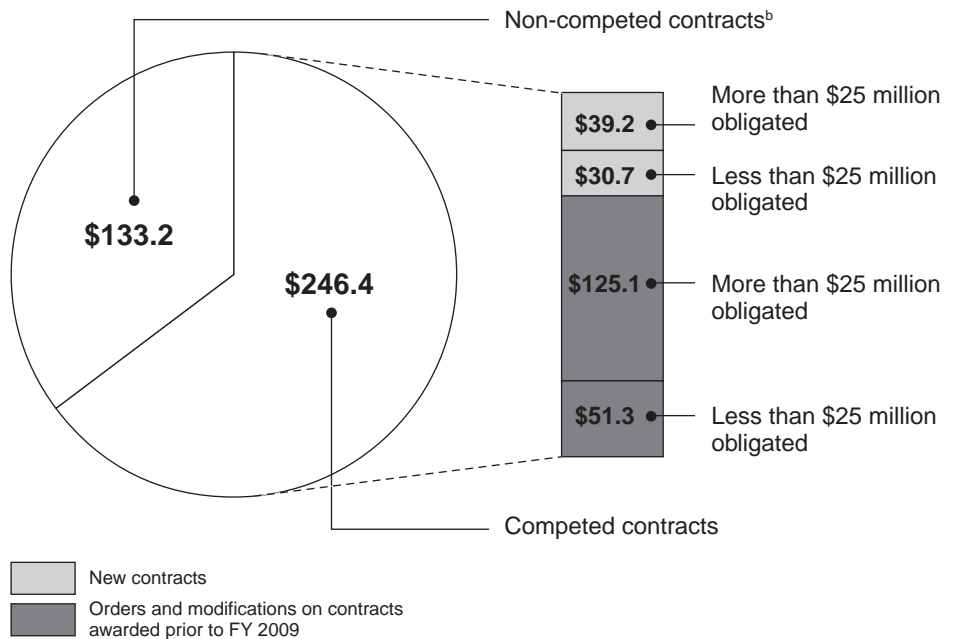 Non-competed contractsᵇ
$133.2
$246.4
$39.2
More than $25 million
obligated
$30.7
Less than $25 million
obligated
$125.1
More than $25 million
obligated
$51.3
Less than $25 million
obligated
Competed contracts
New contracts
Orders and modifications on contracts
awarded prior to FY 2009